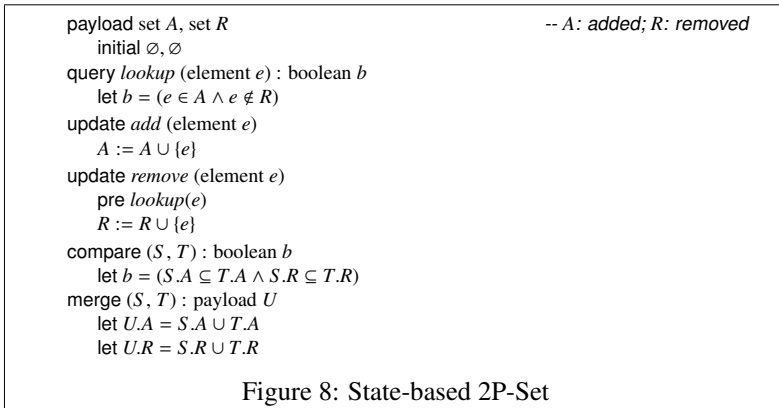 payload set A, set R -- A: added; R: removed
initial ∅, ∅
query lookup (element e) : boolean b
let b = (e ∈ A ∧ e ∉ R)
update add (element e)
A := A ∪ {e}
update remove (element e)
pre lookup(e)
R := R ∪ {e}
compare (S, T) : boolean b
let b = (S.A ⊆ T.A ∧ S.R ⊆ T.R)
merge (S, T) : payload U
let U.A = S.A ∪ T.A
let U.R = S.R ∪ T.R
Figure 8: State-based 2P-Set